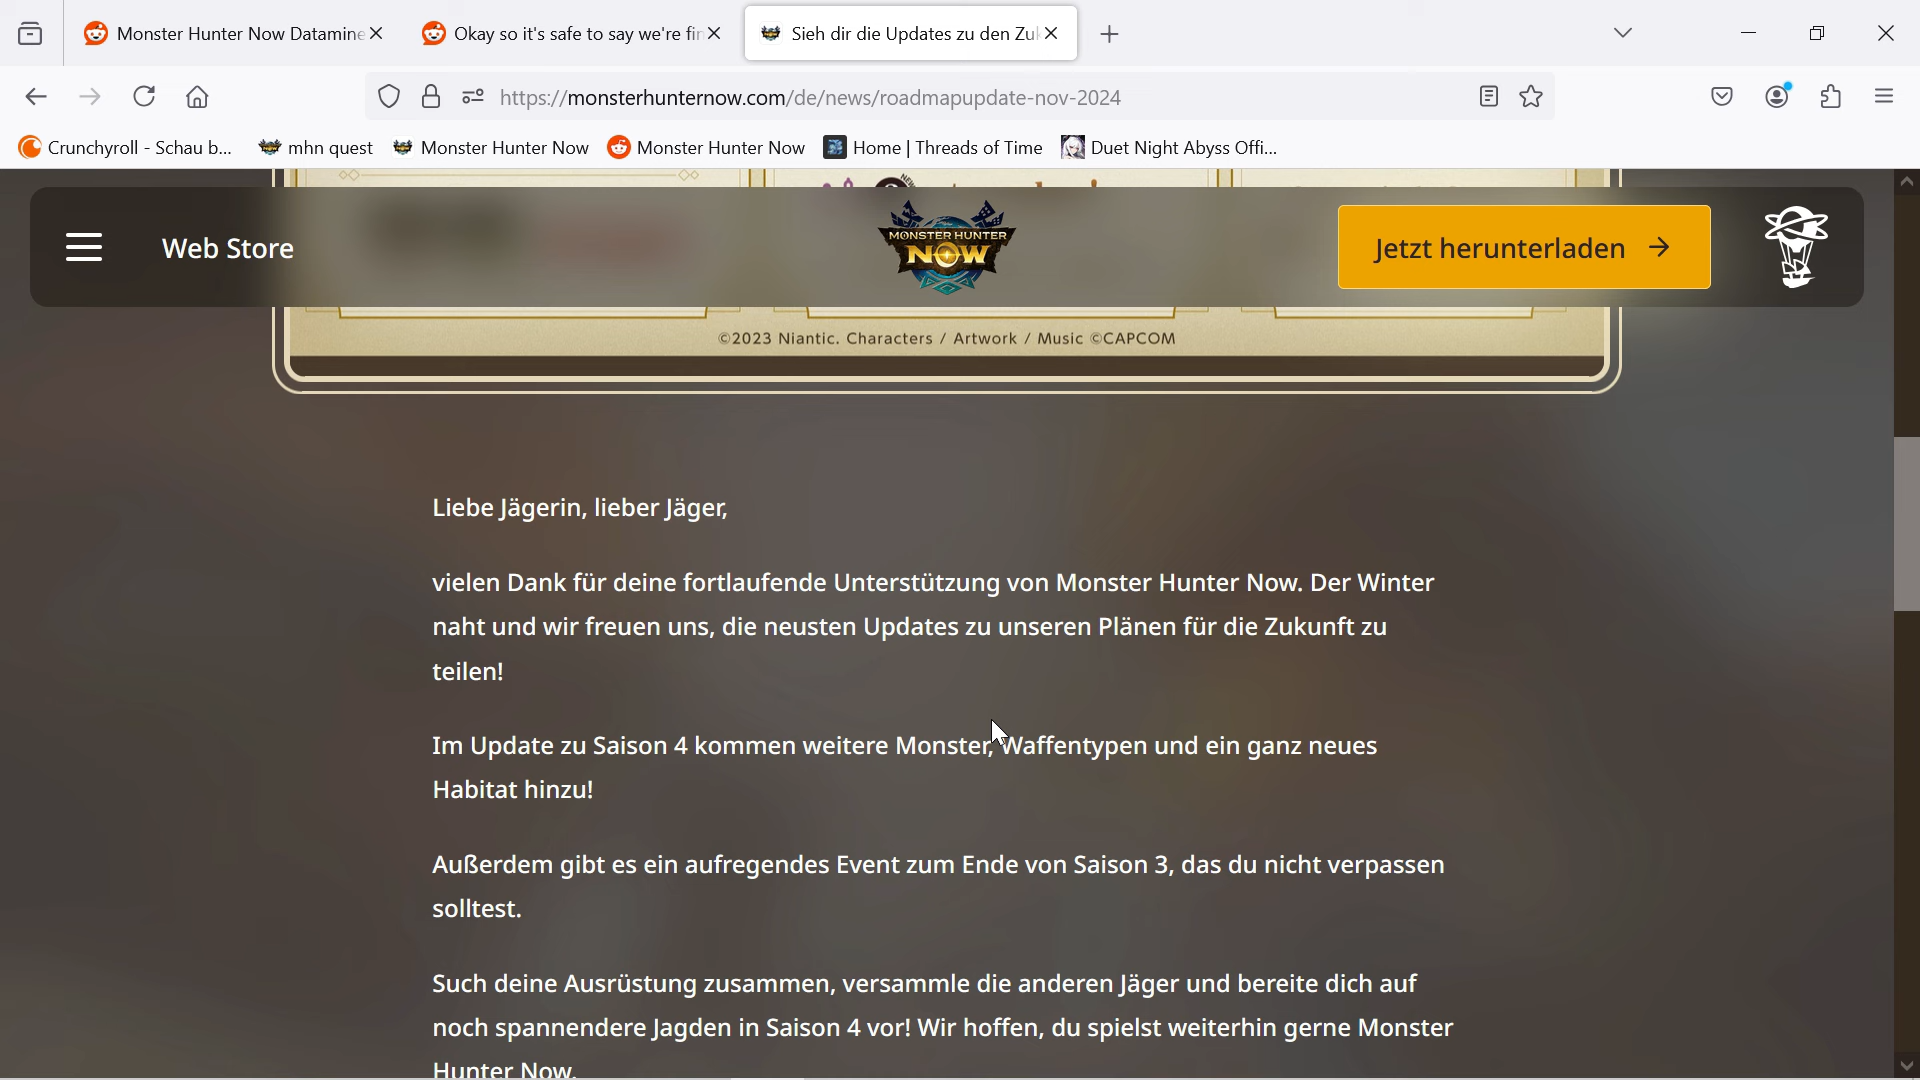 Monster Hunter Now Datamine
Okay so it's safe to say we're fir
Sieh dir die Updates zu den Zuk
https://monsterhunternow.com/de/news/roadmapupdate-nov-2024
Crunchyroll - Schau b...
mhn quest
Monster Hunter Now
Monster Hunter Now
Home | Threads of Time
Duet Night Abyss Offi...
Web Store
MONSTER HUNTER
NOW
Jetzt herunterladen →
©2023 Niantic. Characters / Artwork / Music ©CAPCOM
Liebe Jägerin, lieber Jäger,
vielen Dank für deine fortlaufende Unterstützung von Monster Hunter Now. Der Winter
naht und wir freuen uns, die neusten Updates zu unseren Plänen für die Zukunft zu
teilen!
Im Update zu Saison 4 kommen weitere Monster, Waffentypen und ein ganz neues
Habitat hinzu!
Außerdem gibt es ein aufregendes Event zum Ende von Saison 3, das du nicht verpassen
solltest.
Such deine Ausrüstung zusammen, versammle die anderen Jäger und bereite dich auf
noch spannendere Jagden in Saison 4 vor! Wir hoffen, du spielst weiterhin gerne Monster
Hunter Now.